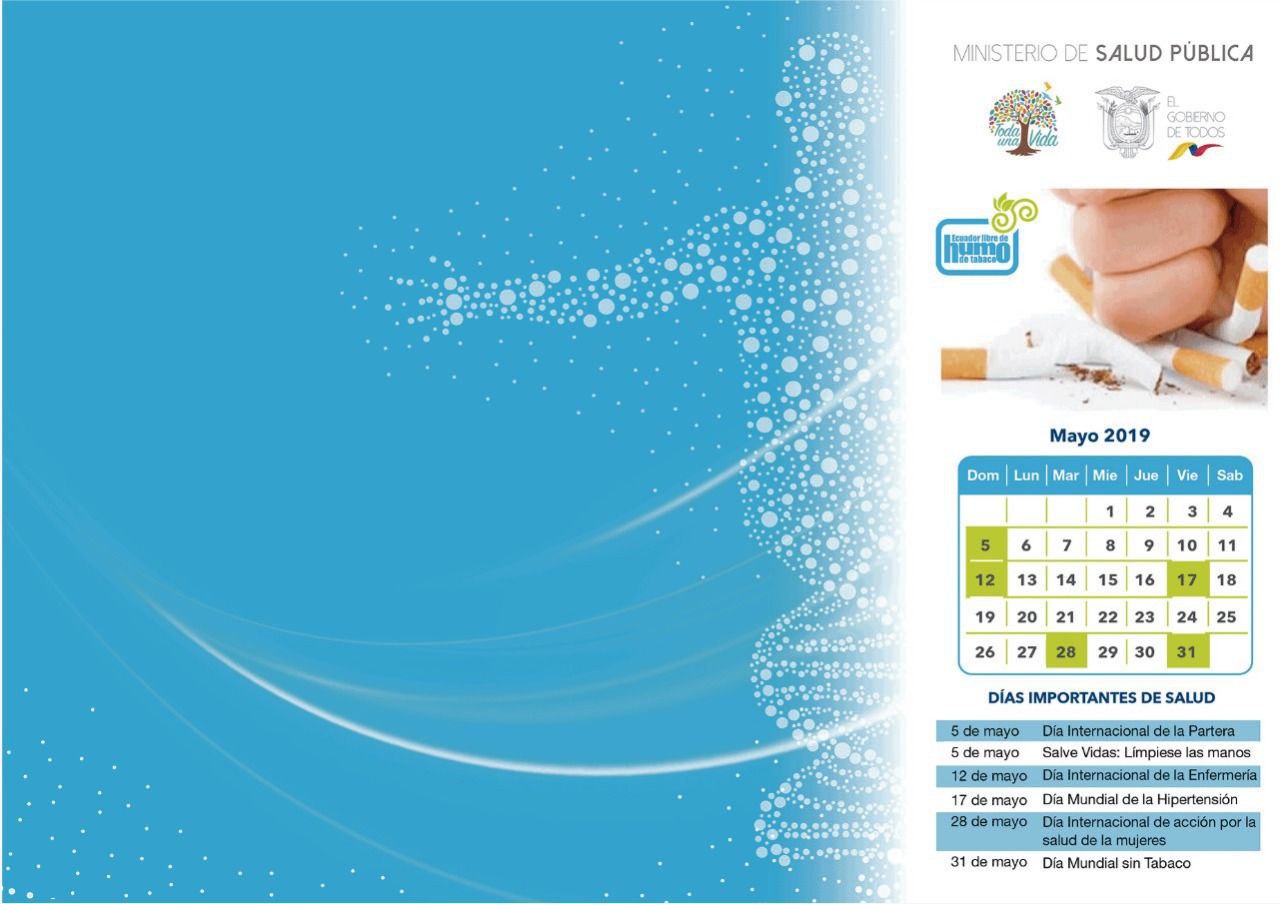 MINISTERIO DE SALUD PÚBLICA
Toda
una Vida
EL
GOBIERNO
DE TODOS
Ecuador libre de
humo
de tabaco
Mayo 2019
Dom Lun Mar Mie Jue Vie Sab
1 2 3 4
5 6 7 8 9 10 11
12 13 14 15 16 17 18
19 20 21 22 23 24 25
26 27 28 29 30 31
DÍAS IMPORTANTES DE SALUD
5 de mayo Día Internacional de la Partera
5 de mayo Salve Vidas: Límpiese las manos
12 de mayo Día Internacional de la Enfermería
17 de mayo Día Mundial de la Hipertensión
28 de mayo Día Internacional de acción por la
salud de la mujeres
31 de mayo Día Mundial sin Tabaco